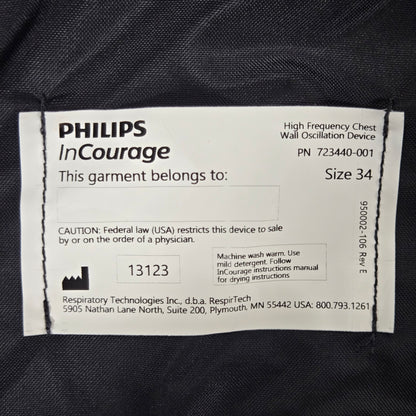 PHILIPS
InCourage
High Frequency Chest
Wall Oscillation Device
PN 723440-001
This garment belongs to:
Size 34
CAUTION: Federal law (USA) restricts this device to sale
by or on the order of a physician.
13123
Machine wash warm. Use
mild detergent. Follow
InCourage instructions manual
for drying instructions
950002-106 Rev E
Respiratory Technologies Inc., d.b.a. RespirTech
5905 Nathan Lane North, Suite 200, Plymouth, MN 55442 USA: 800.793.1261